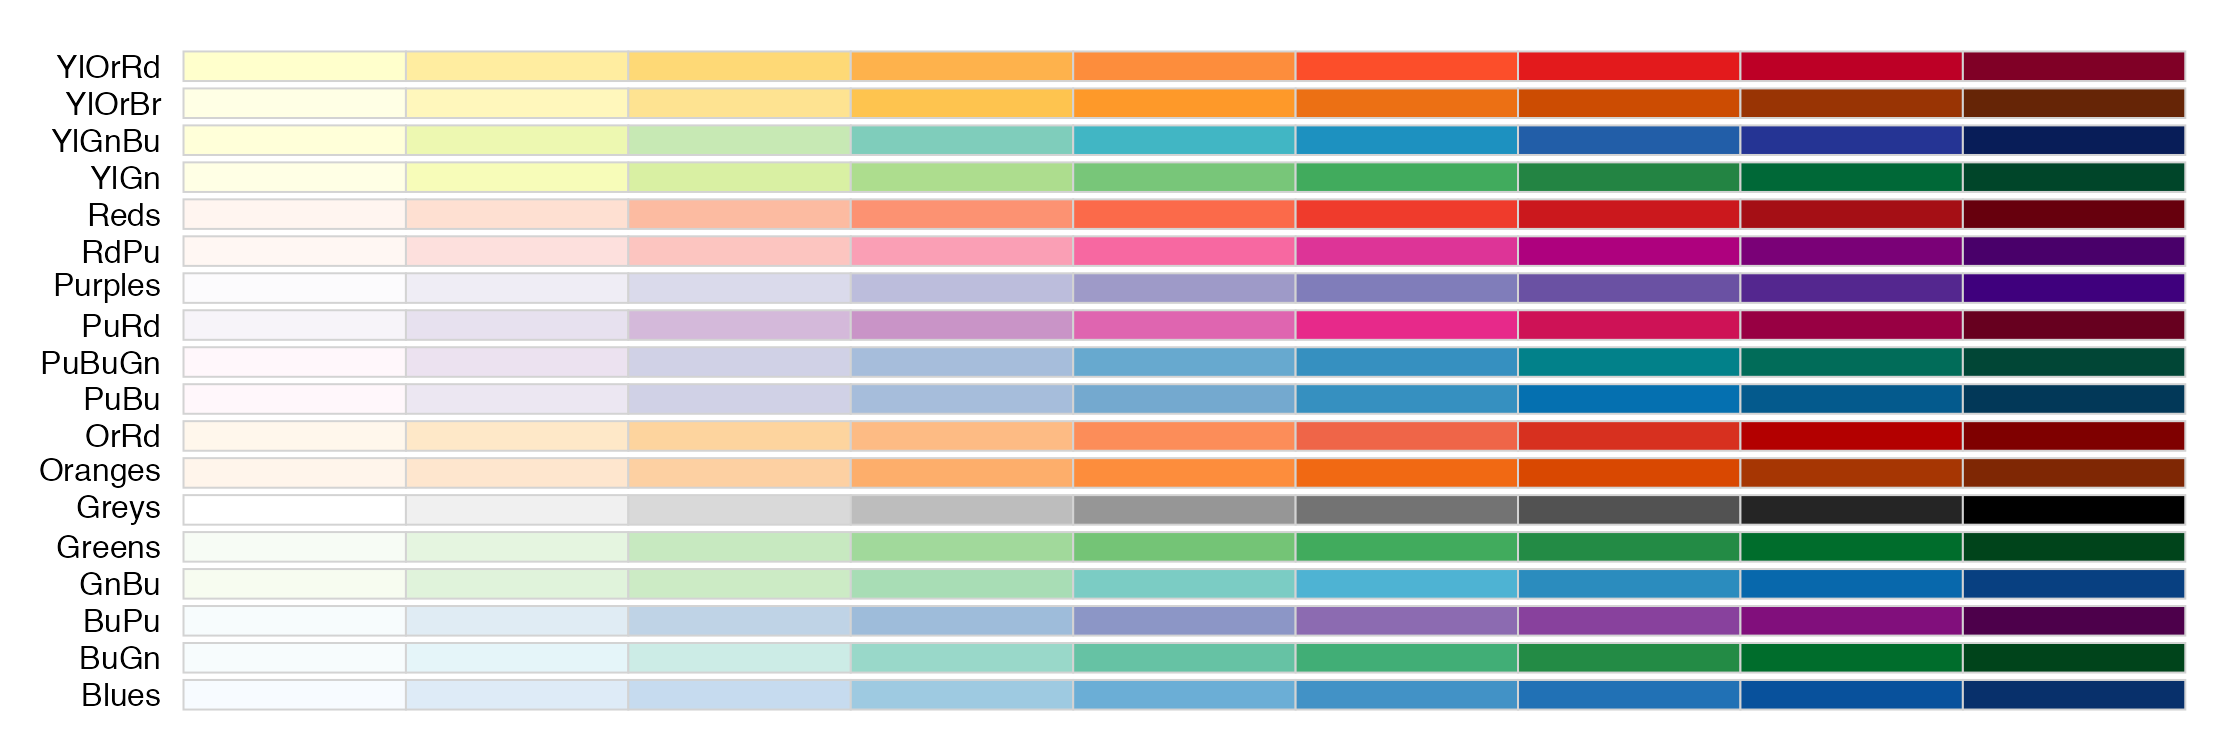 YlOrRd
YlOrBr
YlGnBu
YlGn
Reds
RdPu
Purples
PuRd
PuBuGn
PuBu
OrRd
Oranges
Greys
Greens
GnBu
BuPu
BuGn
Blues